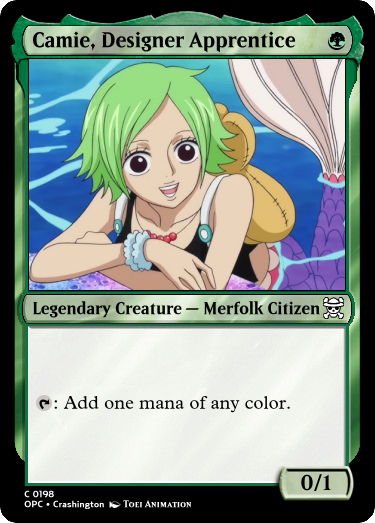 Camie, Designer Apprentice
Legendary Creature — Merfolk Citizen
: Add one mana of any color.
0/1
C 0198
OPC • Crashington Toei Animation